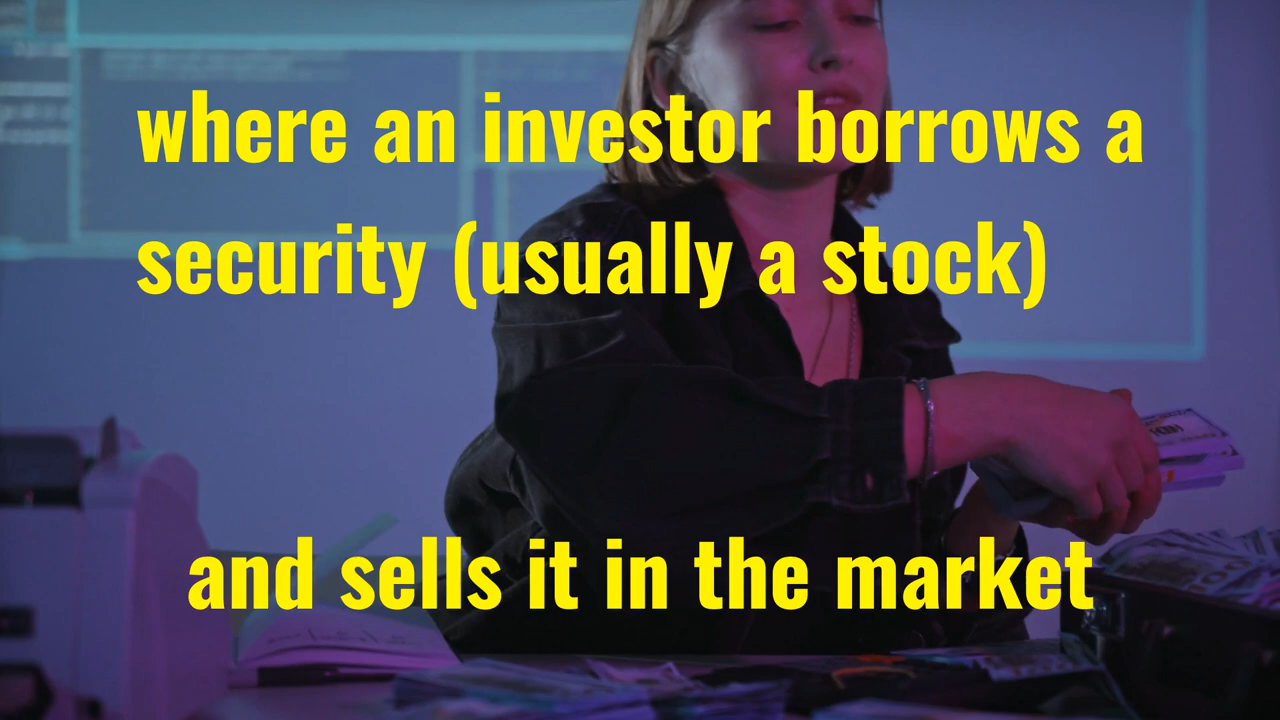 where an investor borrows a
security (usually a stock)
and sells it in the market